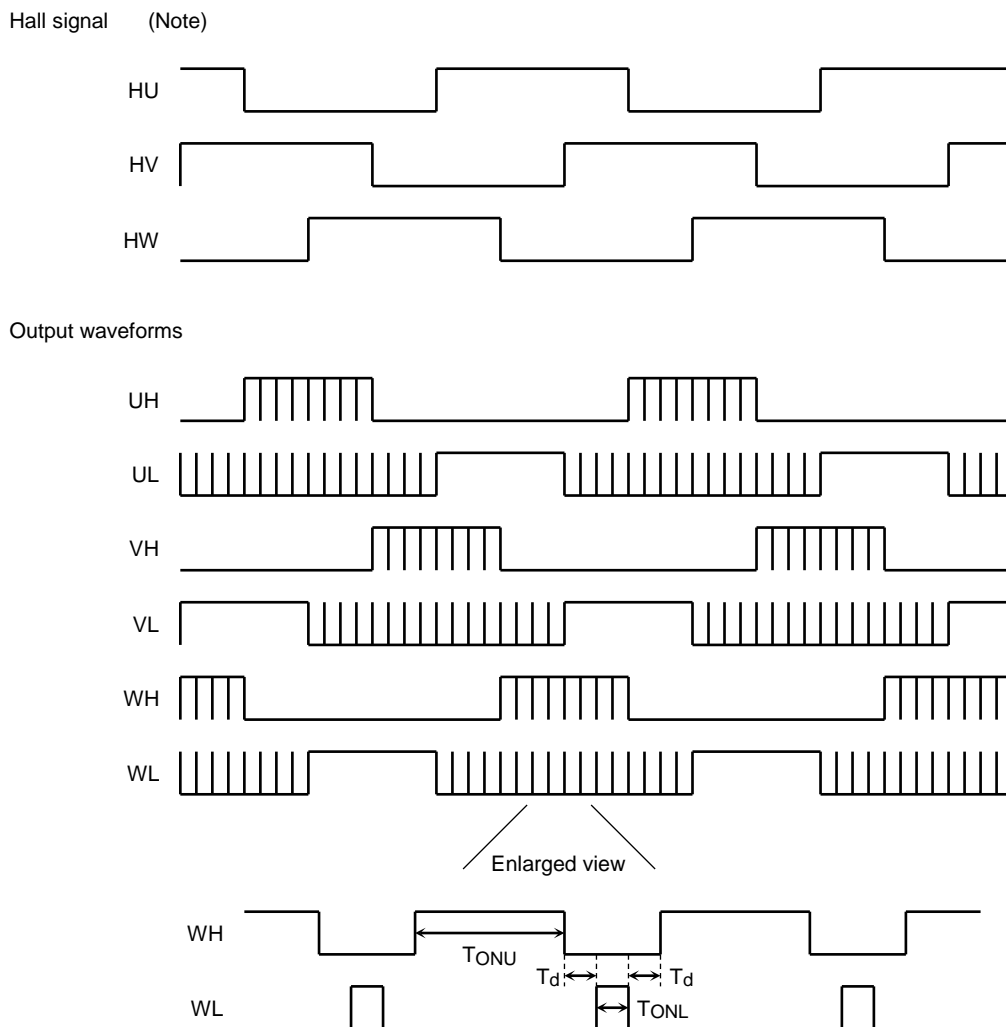 Hall signal (Note)
HU
HV
HW
Output waveforms
UH
UL
VH
VL
WH
WL
Enlarged view
WH
TONU
Td Td
WL
TONL